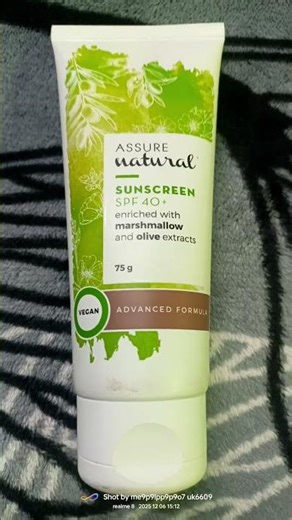 ASSURE
natural
SUNSCREEN
SPF 40+
enriched with
marshmallow
and olive extracts
75 g
VEGAN
ADVANCED FORMULA
Shot by me9p9lpp9p9o7 uk6609
realme 8 2025 12 06 15:12